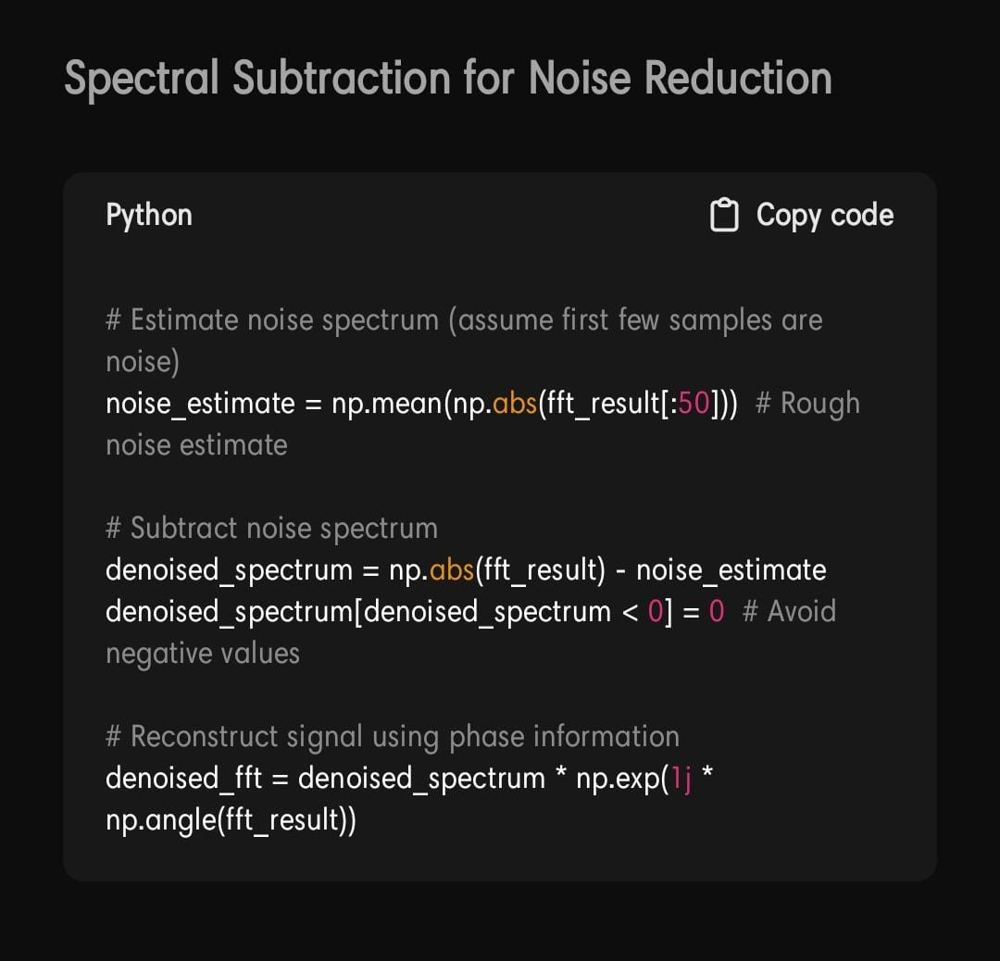 Spectral Subtraction for Noise Reduction
Python
Copy code
# Estimate noise spectrum (assume first few samples are
noise)
noise_estimate = np.mean(np.abs(fft_result[:50]))  # Rough
noise estimate
# Subtract noise spectrum
denoised_spectrum = np.abs(fft_result) - noise_estimate
denoised_spectrum[denoised_spectrum < 0] = 0  # Avoid
negative values
# Reconstruct signal using phase information
denoised_fft = denoised_spectrum * np.exp(1j *
np.angle(fft_result))